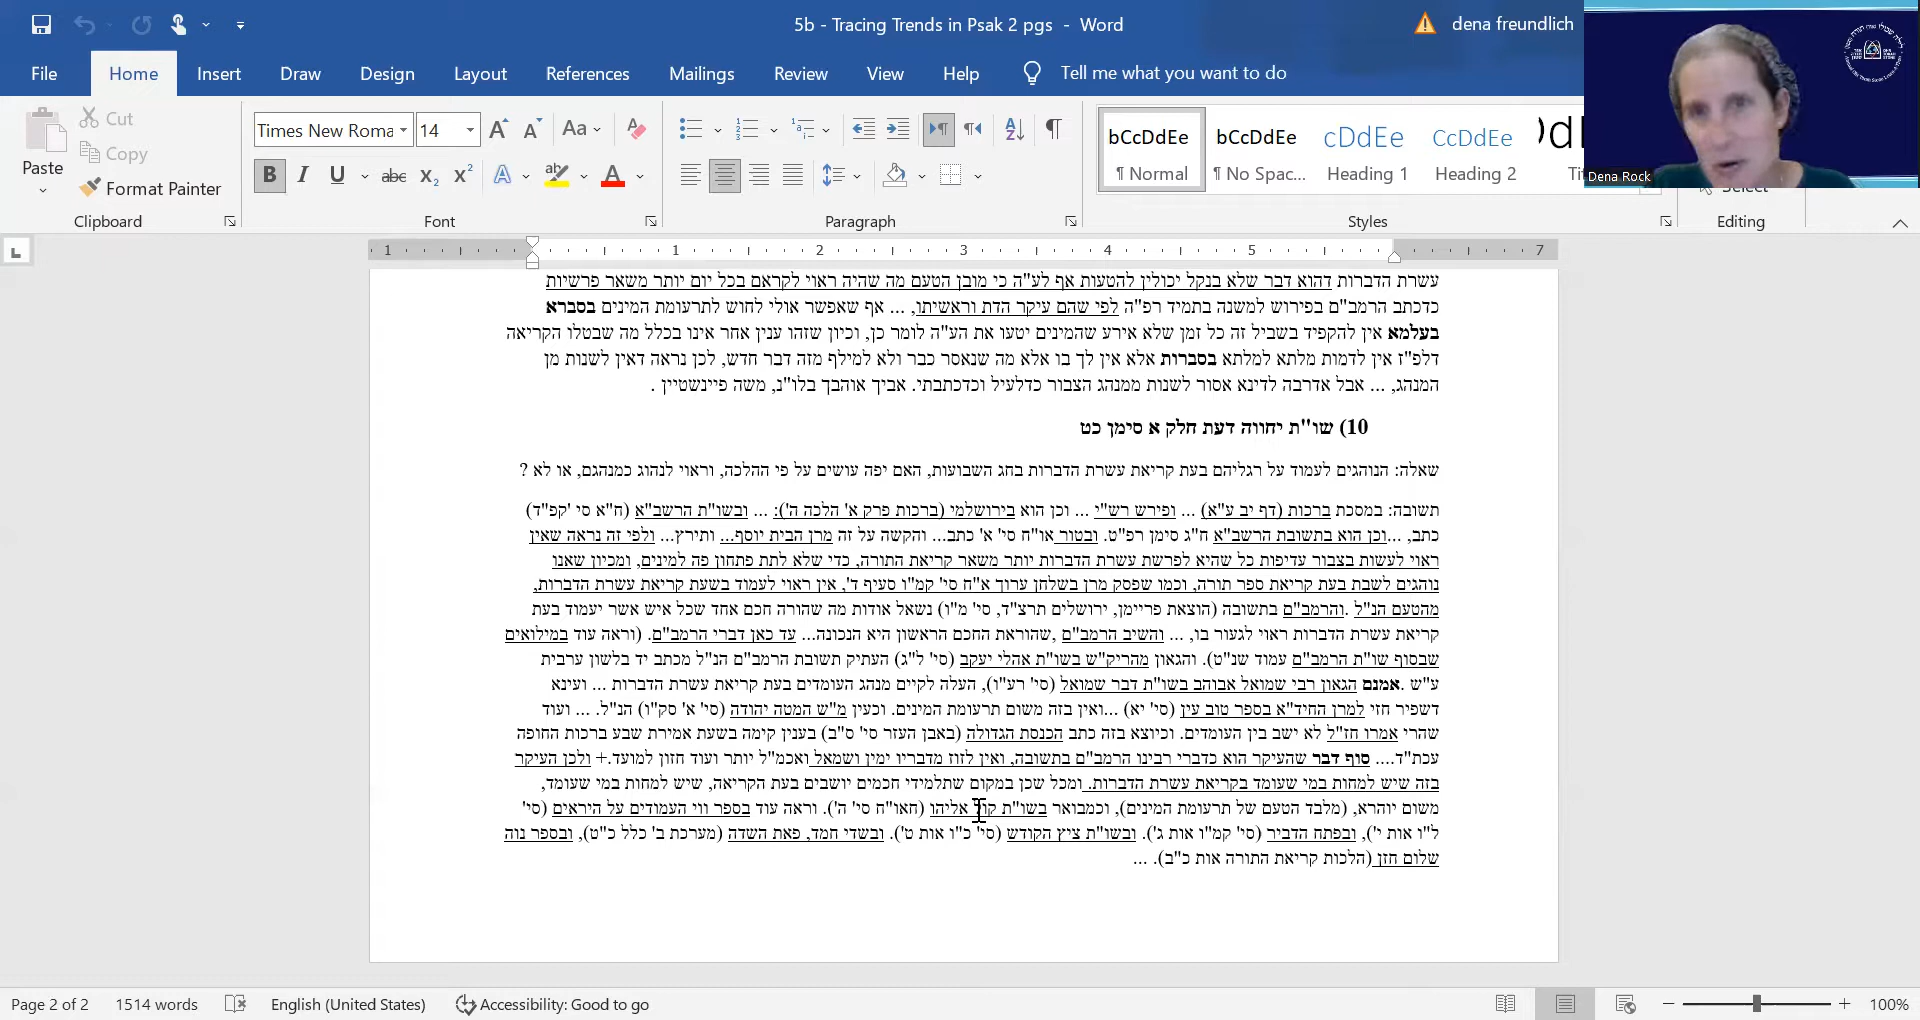 5b - Tracing Trends in Psak 2 pgs - Word
dena freundlich
File Home Insert Draw Design Layout References Mailings Review View Help Tell me what you want to do
Paste
Cut
Copy
Format Painter
Clipboard
Times New Roma 14
Font
Paragraph
bCcDdEe bCcDdEe cDdEe CcDdEe
¶ Normal ¶ No Spac... Heading 1 Heading 2
Styles
Editing
Dena Rock
1 1 2 3 4 5 7
עשרת הדברות דהוא דבר שלא בנקל יכולין להטעות אף לע"ה כי מובן הטעם מה שהיה ראוי לקראם בכל יום יותר משאר פרשיות
כדכתב הרמב"ם בפירוש למשנה בתמיד רפ"ה לפי שהם עיקר הדת וראשיתו, ... אף שאפשר אולי לחוש לתרעומת המינים בסברא
בעלמא אין להקפיד בשביל זה כל זמן שלא אירע שהמינים יטעו את הע"ה לומר כן, וכיון שזהו ענין אחר אינו בכלל מה שבטלו הקריאה
דלפ"ז אין לדמות מלתא למלתא בסברות אלא אין לך בו אלא מה שנאסר כבר ולא למילף מזה דבר חדש, לכן נראה דאין לשנות מן
המנהג, ... אבל אדרבה לדינא אסור לשנות ממנהג הצבור כדלעיל וכדכתבתי. אביך אוהבך בלו"נ, משה פיינשטיין .
10) שו"ת יחווה דעת חלק א סימן כט
שאלה: הנוהגים לעמוד על רגליהם בעת קריאת עשרת הדברות בחג השבועות, האם יפה עושים על פי ההלכה, וראוי לנהוג כמנהגם, או לא ?
תשובה: במסכת ברכות (דף יב ע"א) ... ופירש רש"י ... וכן הוא בירושלמי (ברכות פרק א' הלכה ה'): ... ובשו"ת הרשב"א (ח"א סי' קפ"ד)
כתב, ...וכן הוא בתשובת הרשב"א ח"ג סימן רפ"ט. ובטור או"ח סי' א' כתב... והקשה על זה מרן הבית יוסף... ותירץ... ולפי זה נראה שאין
ראוי לעשות בצבור עדיפות כל שהיא לפרשת עשרת הדברות יותר משאר קריאת התורה, כדי שלא לתת פתחון פה למינים, ומכיון שאנו
נוהגים לשבת בעת קריאת ספר תורה, וכמו שפסק מרן בשלחן ערוך א"ח סי' קמ"ו סעיף ד', אין ראוי לעמוד בשעת קריאת עשרת הדברות,
מהטעם הנ"ל .והרמב"ם בתשובה (הוצאת פריימן, ירושלים תרצ"ד, סי' מ"ו) נשאל אודות מה שהורה חכם אחד שכל איש אשר יעמוד בעת
קריאת עשרת הדברות ראוי לגעור בו, ... והשיב הרמב"ם ,שהוראת החכם הראשון היא הנכונה... עד כאן דברי הרמב"ם. (וראה עוד במילואים
שבסוף שו"ת הרמב"ם עמוד שנ"ט). והגאון מהריק"ש בשו"ת אהלי יעקב (סי' ל"ג) העתיק תשובת הרמב"ם הנ"ל מכתב יד בלשון ערבית
ע"ש .אמנם הגאון רבי שמואל אבוהב בשו"ת דבר שמואל (סי' רע"ו), העלה לקיים מנהג העומדים בעת קריאת עשרת הדברות ... ועינא
דשפיר חזי למרן החיד"א בספר טוב עין (סי' יא) ...ואין בזה משום תרעומת המינים. וכעין מ"ש המטה יהודה (סי' א' סק"ו) הנ"ל. ... ועוד
שהרי אמרו חז"ל לא ישב בין העומדים. וכיוצא בזה כתב הכנסת הגדולה (באבן העזר סי' ס"ב) בענין קימה בשעת אמירת שבע ברכות החופה
עכת"ד.... סוף דבר שהעיקר הוא כדברי רבינו הרמב"ם בתשובה, ואין לזוז מדבריו ימין ושמאל ואכמ"ל יותר ועוד חזון למועד.+ ולכן העיקר
בזה שיש למחות במי שעומד בקריאת עשרת הדברות. ומכל שכן במקום שתלמידי חכמים יושבים בעת הקריאה, שיש למחות במי שעומד,
משום יוהרא, (מלבד הטעם של תרעומת המינים), וכמבואר בשו"ת קול אליהו (חאו"ח סי' ה'). וראה עוד בספר ווי העמודים על היראים (סי'
ל"ו אות י'), ובפתח הדביר (סי' קמ"ו אות ג'). ובשו"ת ציץ הקודש (סי' כ"ו אות ט'). ובשדי חמד, פאת השדה (מערכת ב' כלל כ"ט), ובספר נוה
שלום חזן (הלכות קריאת התורה אות כ"ב). ...
Page 2 of 2 1514 words English (United States) Accessibility: Good to go 100%